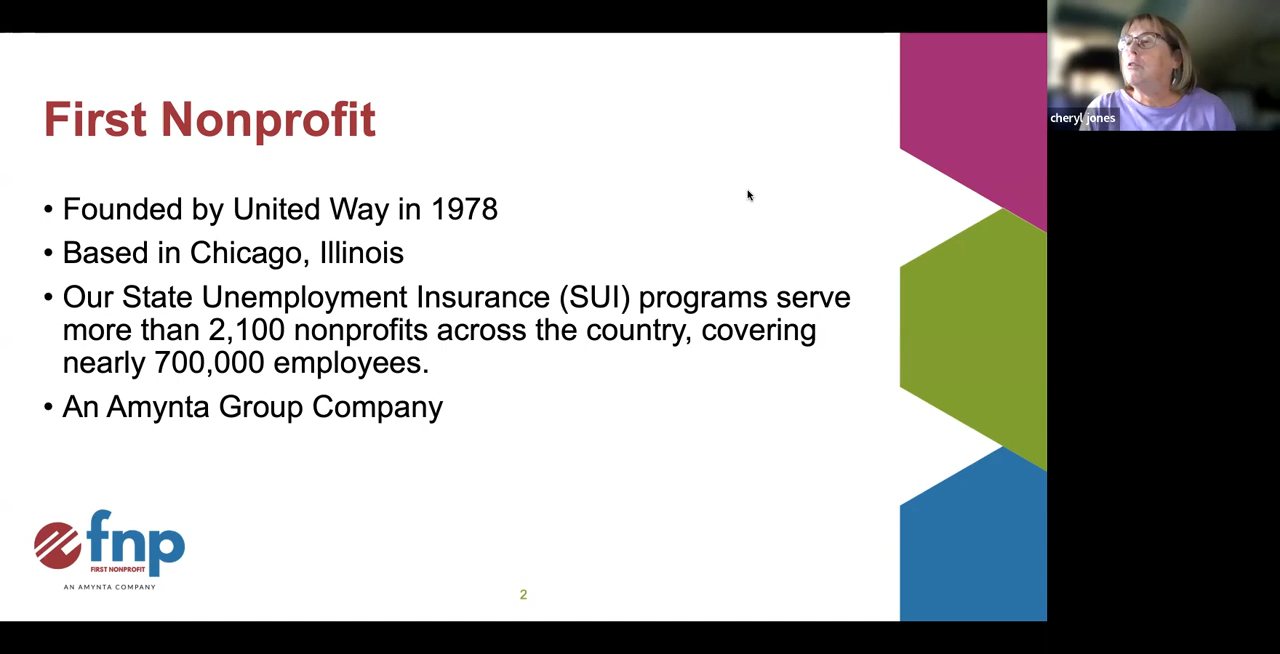 First Nonprofit
• Founded by United Way in 1978
• Based in Chicago, Illinois
• Our State Unemployment Insurance (SUI) programs serve
more than 2,100 nonprofits across the country, covering
nearly 700,000 employees.
• An Amynta Group Company
fnp
FIRST NONPROFIT
AN AMYNTA COMPANY
2
cheryl jones